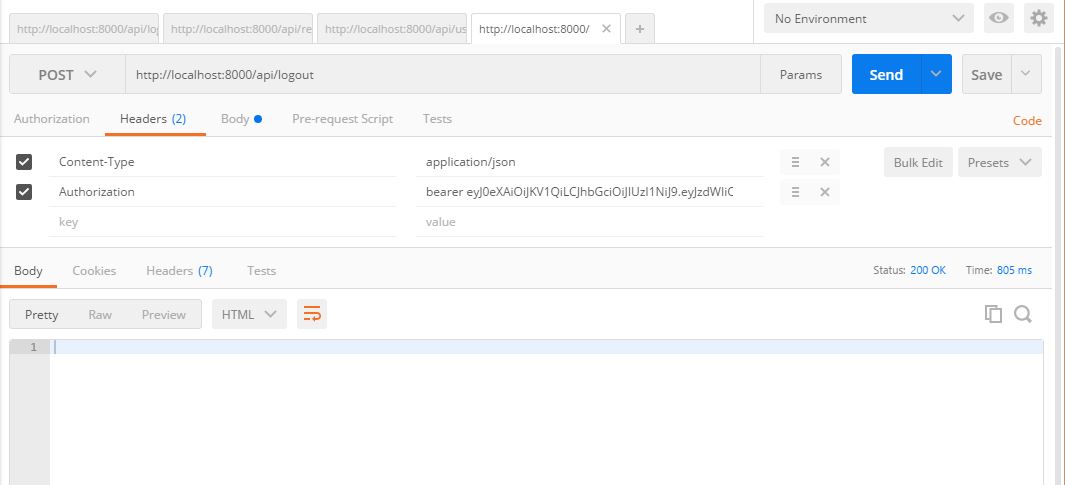 http://localhost:8000/api/log http://localhost:8000/api/re http://localhost:8000/api/us http://localhost:8000/ No Environment
POST http://localhost:8000/api/logout Params Send Save
Authorization Headers (2) Body Pre-request Script Tests Code
Content-Type application/json Bulk Edit Presets
Authorization bearer eyJ0eXAiOiJKV1QiLCJhbGciOiJIUzI1NiJ9.eyJzdWIiC
key value
Body Cookies Headers (7) Tests Status: 200 OK Time: 805 ms
Pretty Raw Preview HTML
1